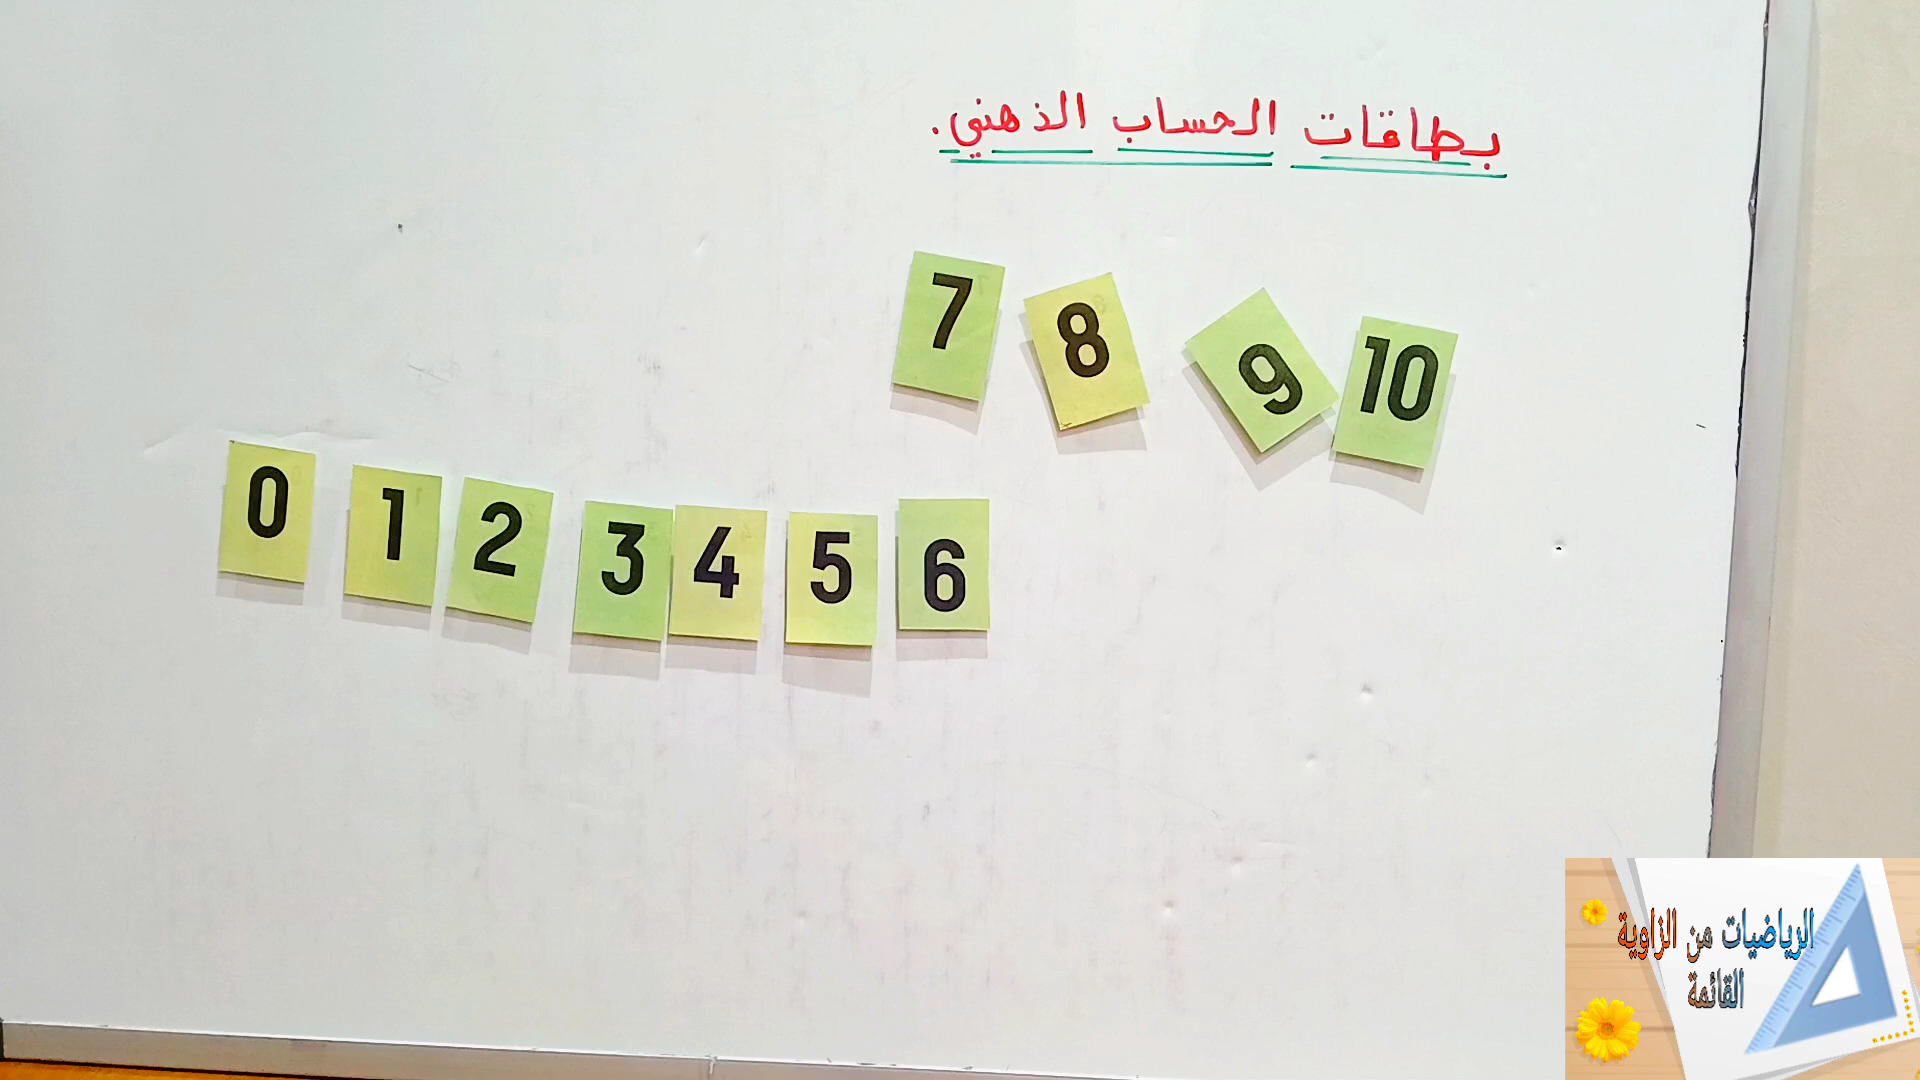 بطاقات الحساب الذهني.
7 8 9 10
0 1 2 3 4 5 6
الرياضيات من الزاوية
القائمة